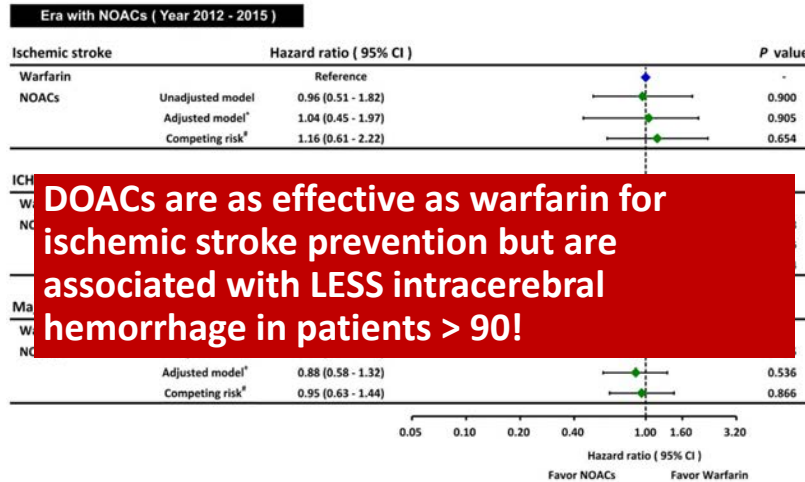 Era with NOACs ( Year 2012 - 2015 )
Ischemic stroke Hazard ratio ( 95% CI ) P value
Warfarin Reference -
NOACs Unadjusted model 0.96 (0.51 - 1.82) 0.900
Adjusted model* 1.04 (0.45 - 1.97) 0.905
Competing risk# 1.16 (0.61 - 2.22) 0.654
ICH
DOACs are as effective as warfarin for
ischemic stroke prevention but are
associated with LESS intracerebral
hemorrhage in patients > 90!
Adjusted model* 0.88 (0.58 - 1.32) 0.536
Competing risk# 0.95 (0.63 - 1.44) 0.866
0.05 0.10 0.20 0.40 1.00 1.60 3.20
Hazard ratio ( 95% CI )
Favor NOACs Favor Warfarin